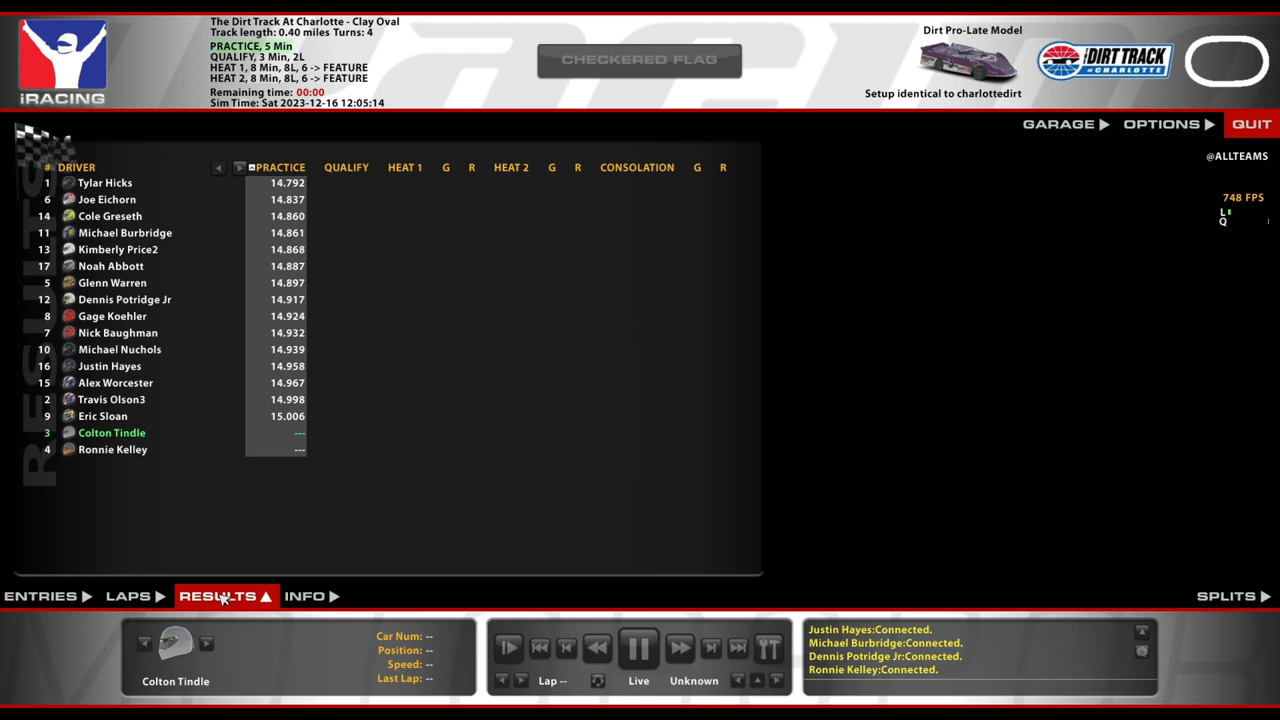 The Dirt Track At Charlotte - Clay Oval
Track length: 0.40 miles Turns: 4
PRACTICE, 5 Min
QUALIFY, 3 Min, 2L
HEAT 1, 8 Min, 8L, 6 -> FEATURE
HEAT 2, 8 Min, 8L, 6 -> FEATURE
Remaining time: 00:00
Sim Time: Sat 2023-12-16 12:05:14
iRACING
CHECKERED FLAG
Dirt Pro-Late Model
DIRT TRACK
at CHARLOTTE
Setup identical to charlottedirt
GARAGE OPTIONS QUIT
@ALLTEAMS
748 FPS
L
Q
RESULTS
# DRIVER PRACTICE QUALIFY HEAT 1 G R HEAT 2 G R CONSOLATION G R
1 Tylar Hicks 14.792
6 Joe Eichorn 14.837
14 Cole Greseth 14.860
11 Michael Burbridge 14.861
13 Kimberly Price2 14.868
17 Noah Abbott 14.887
5 Glenn Warren 14.897
12 Dennis Potridge Jr 14.917
8 Gage Koehler 14.924
7 Nick Baughman 14.932
10 Michael Nuchols 14.939
16 Justin Hayes 14.958
15 Alex Worcester 14.967
2 Travis Olson3 14.998
9 Eric Sloan 15.006
3 Colton Tindle ---
4 Ronnie Kelley ---
ENTRIES LAPS RESULTS INFO SPLITS
Colton Tindle
Car Num: --
Position: --
Speed: --
Last Lap: --
Lap -- Live Unknown
Justin Hayes:Connected.
Michael Burbridge:Connected.
Dennis Potridge Jr:Connected.
Ronnie Kelley:Connected.